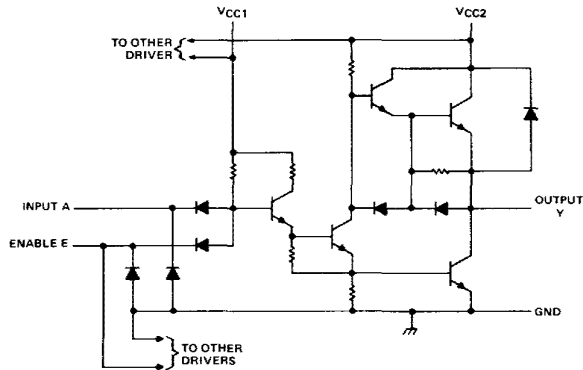 VCC1
VCC2
TO OTHER
DRIVER
INPUT A
ENABLE E
OUTPUT
Y
GND
TO OTHER
DRIVERS